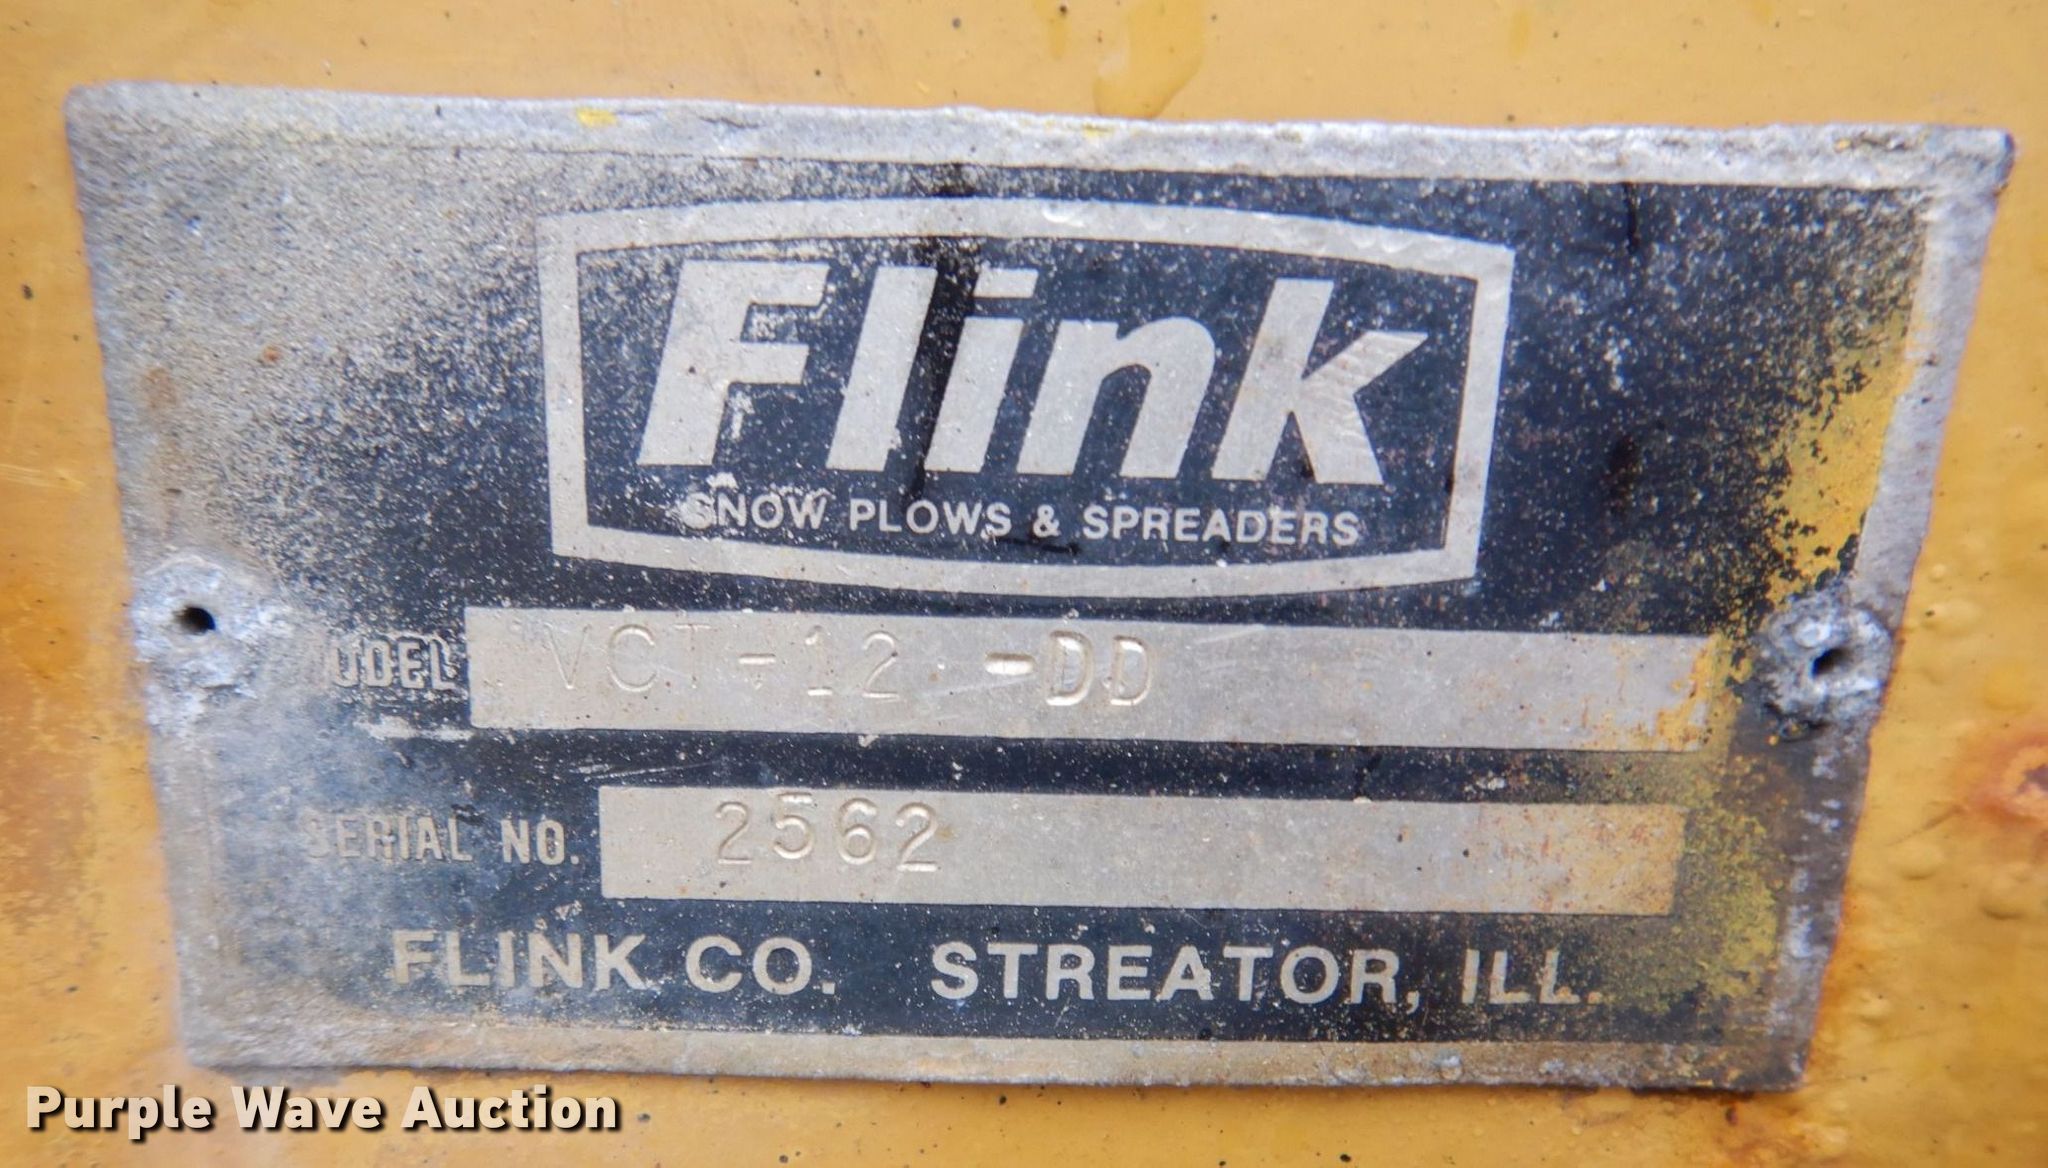 Flink
SNOW PLOWS & SPREADERS
MODEL VCT-12 -DD
SERIAL NO. 2562
FLINK CO. STREATOR, ILL.
Purple Wave Auction